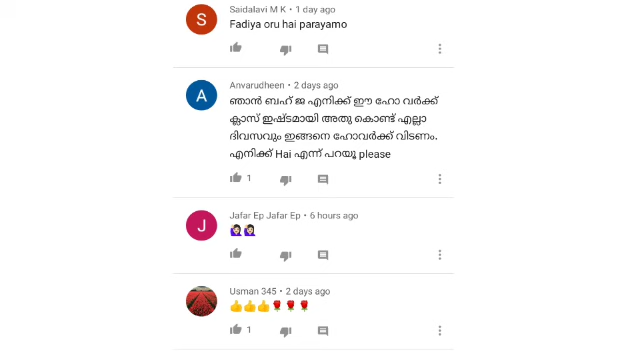 S
Saidalavi M K • 1 day ago
Fadiya oru hai parayamo
A
Anvarudheen • 2 days ago
ഞാൻ ബഹ് ജ എനിക്ക് ഈ ഹോ വർക്ക്
ക്ലാസ് ഇഷ്ടമായി അതു കൊണ്ട് എല്ലാ
ദിവസവും ഇങ്ങനെ ഹോവർക്ക് വിടണം.
എനിക്ക് Hai എന്ന് പറയൂ please
1
J
Jafar Ep Jafar Ep • 6 hours ago
🙋🏻‍♀️🙋🏻‍♀️
Usman 345 • 2 days ago
👍👍👍🌹🌹🌹
1